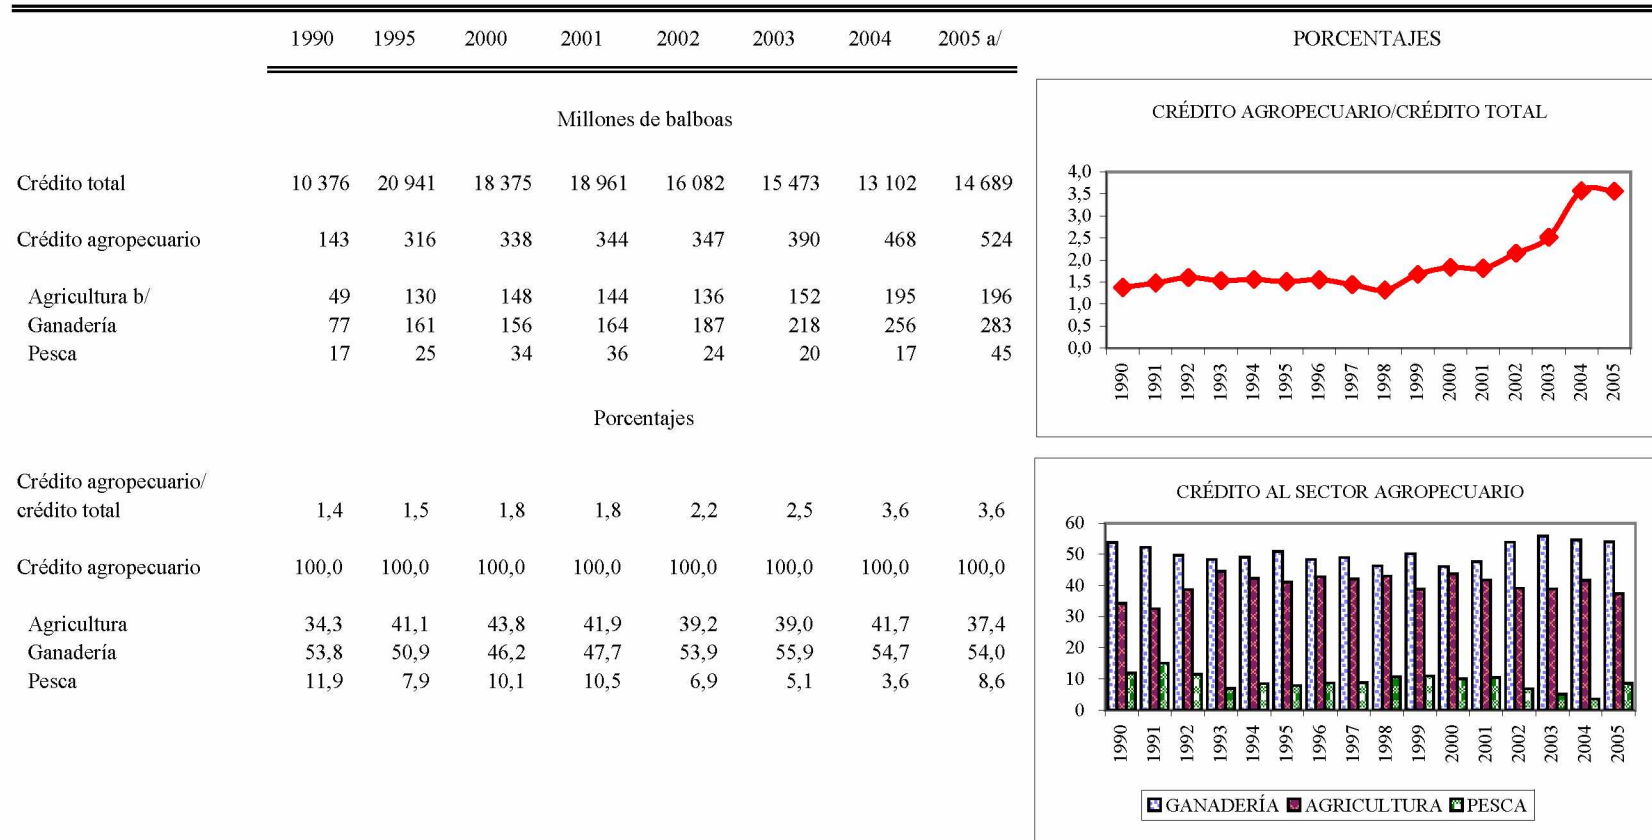 1990 1995 2000 2001 2002 2003 2004 2005 a/
Millones de balboas
Crédito total 10 376 20 941 18 375 18 961 16 082 15 473 13 102 14 689
Crédito agropecuario 143 316 338 344 347 390 468 524
Agricultura b/ 49 130 148 144 136 152 195 196
Ganadería 77 161 156 164 187 218 256 283
Pesca 17 25 34 36 24 20 17 45
Porcentajes
Crédito agropecuario/
crédito total 1,4 1,5 1,8 1,8 2,2 2,5 3,6 3,6
Crédito agropecuario 100,0 100,0 100,0 100,0 100,0 100,0 100,0 100,0
Agricultura 34,3 41,1 43,8 41,9 39,2 39,0 41,7 37,4
Ganadería 53,8 50,9 46,2 47,7 53,9 55,9 54,7 54,0
Pesca 11,9 7,9 10,1 10,5 6,9 5,1 3,6 8,6
PORCENTAJES
CRÉDITO AGROPECUARIO/CRÉDITO TOTAL
4,0
3,5
3,0
2,5
2,0
1,5
1,0
0,5
0,0
1990 1991 1992 1993 1994 1995 1996 1997 1998 1999 2000 2001 2002 2003 2004 2005
CRÉDITO AL SECTOR AGROPECUARIO
60
50
40
30
20
10
0
1990 1991 1992 1993 1994 1995 1996 1997 1998 1999 2000 2001 2002 2003 2004 2005
GANADERÍA AGRICULTURA PESCA